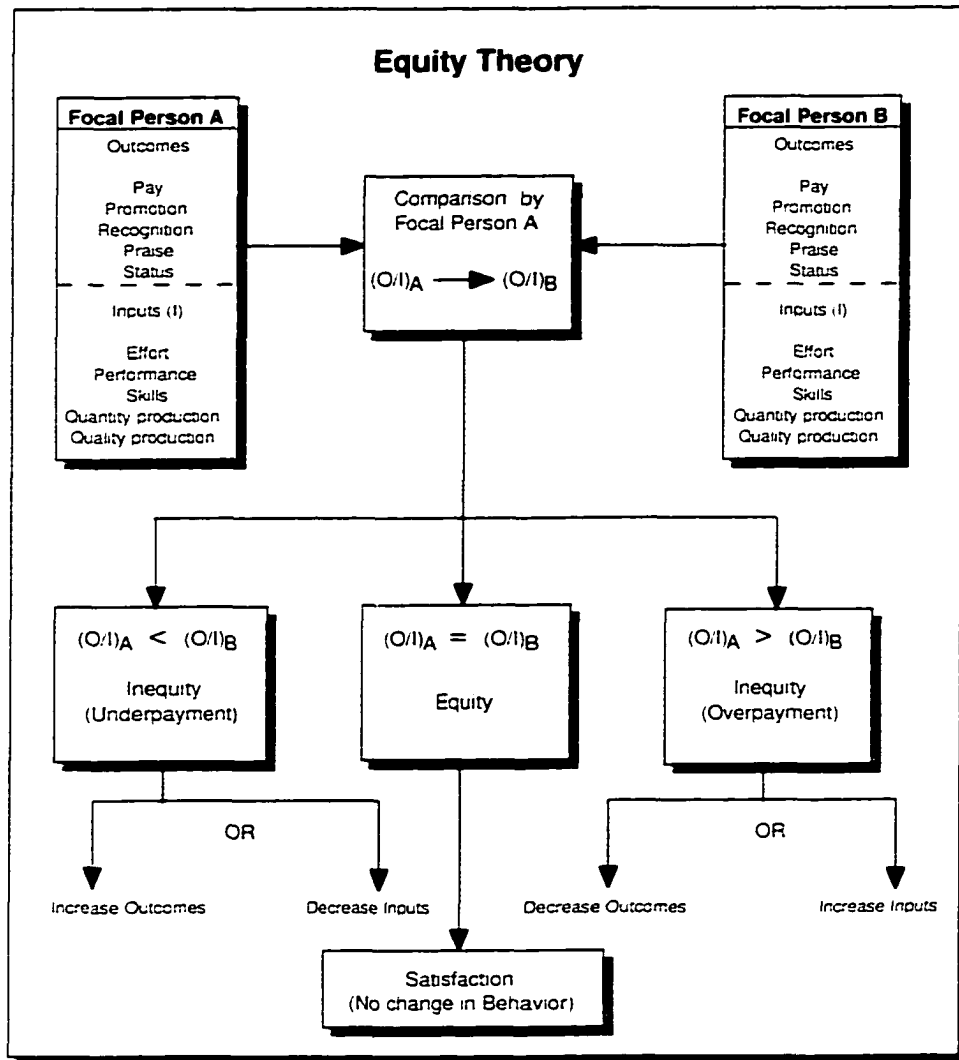 Equity Theory
Focal Person A
Outcomes
Pay
Promotion
Recognition
Praise
Status
Inputs (I)
Effort
Performance
Skills
Quantity production
Quality production
Comparison by
Focal Person A
(O/I)A (O/I)B
Focal Person B
Outcomes
Pay
Promotion
Recognition
Praise
Status
Inputs (I)
Effort
Performance
Skills
Quantity production
Quality production
(O/I)A < (O/I)B
Inequity
(Underpayment)
(O/I)A = (O/I)B
Equity
(O/I)A > (O/I)B
Inequity
(Overpayment)
OR
OR
Increase Outcomes
Decrease Inputs
Decrease Outcomes
Increase Inputs
Satisfaction
(No change in Behavior)